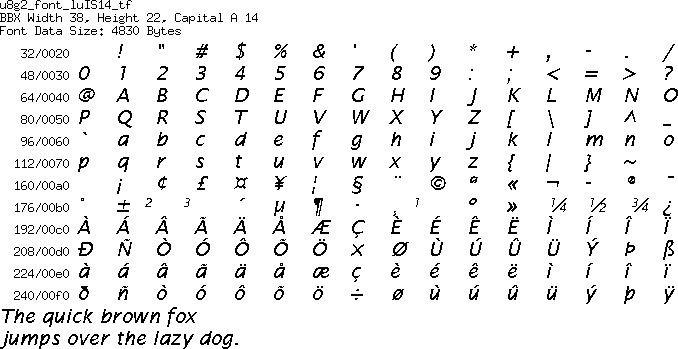 u8g2_font_luIS14_tf
BBX Width 38, Height 22, Capital A 14
Font Data Size: 4830 Bytes
32/0020 ! " # $ % & ' ( ) * + , - . /
48/0030 0 1 2 3 4 5 6 7 8 9 : ; < = > ?
64/0040 @ A B C D E F G H I J K L M N O
80/0050 P Q R S T U V W X Y Z [ \ ] ^ _
96/0060 ` a b c d e f g h i j k l m n o
112/0070 p q r s t u v w x y z { | } ~
160/00a0 ¡ ¢ £ ¤ ¥ ¦ § ¨ © ª « ¬ - ® ¯
176/00b0 ° ± ² ³ ´ µ ¶ · ¸ ¹ º » ¼ ½ ¾ ¿
192/00c0 À Á Â Ã Ä Å Æ Ç È É Ê Ë Ì Í Î Ï
208/00d0 Ð Ñ Ò Ó Ô Õ Ö × Ø Ù Ú Û Ü Ý Þ ß
224/00e0 à á â ã ä å æ ç è é ê ë ì í î ï
240/00f0 ð ñ ò ó ô õ ö ÷ ø ù ú û ü ý þ ÿ
The quick brown fox
jumps over the lazy dog.